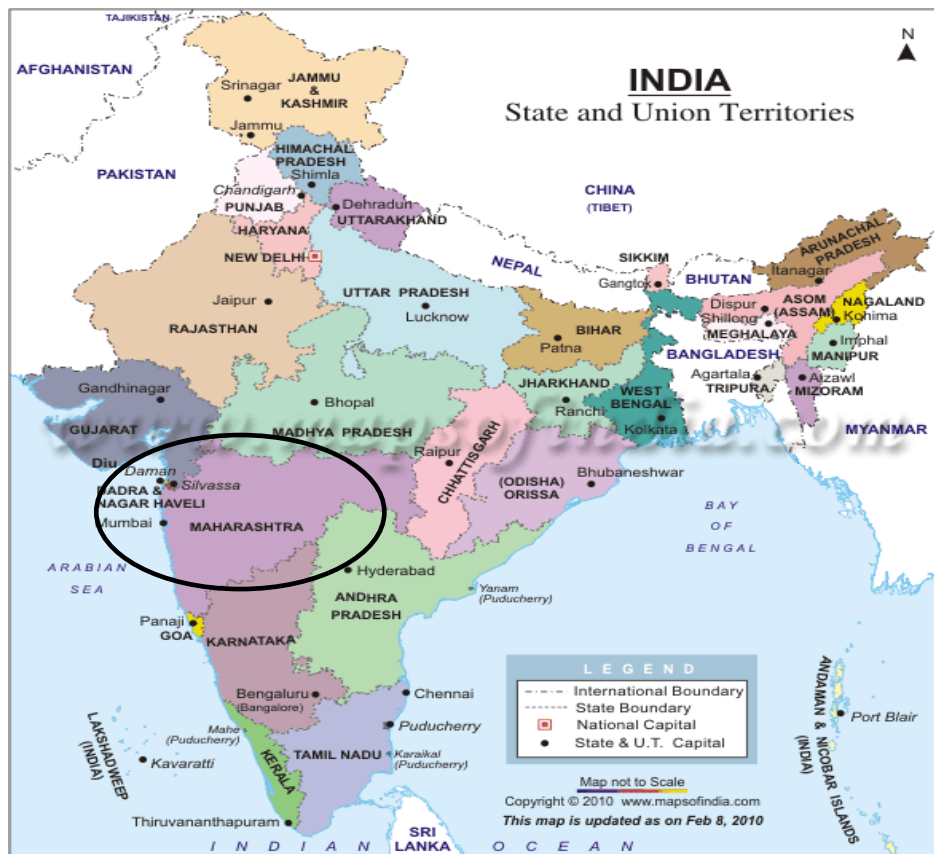 TAJIKISTAN
AFGHANISTAN
N
INDIA
State and Union Territories
JAMMU
&
KASHMIR
Srinagar
Jammu
HIMACHAL
PRADESH
Shimla
PAKISTAN
Chandigarh
PUNJAB
Dehradun
UTTARAKHAND
CHINA
(TIBET)
HARYANA
NEW DELHI
NEPAL
SIKKIM
Gangtok
BHUTAN
ARUNACHAL
PRADESH
Itanagar
Jaipur
RAJASTHAN
UTTAR PRADESH
Lucknow
BIHAR
Patna
Dispur
Shillong
MEGHALAYA
ASOM
(ASSAM)
NAGALAND
Kohima
Imphal
MANIPUR
BANGLADESH
Agartala
TRIPURA
Aizawl
MIZORAM
MYANMAR
Gandhinagar
GUJARAT
Bhopal
MADHYA PRADESH
JHARKHAND
Ranchi
WEST
BENGAL
Kolkata
www.mapsofindia.com
Raipur
CHHATTISGARH
(ODISHA)
ORISSA
Bhubaneshwar
Diu
Daman
Silvassa
DADRA &
NAGAR HAVELI
Mumbai
MAHARASHTRA
BAY
OF
BENGAL
ARABIAN
SEA
Hyderabad
ANDHRA
PRADESH
Yanam
(Puducherry)
Panaji
GOA
KARNATAKA
Bengaluru
(Bangalore)
Chennai
Mahe
(Puducherry)
Puducherry
TAMIL NADU
Karaikal
(Puducherry)
KERALA
LAKSHADWEEP
(INDIA)
Kavaratti
Thiruvananthapuram
SRI
LANKA
INDIAN OCEAN
LEGEND
International Boundary
State Boundary
National Capital
State & U.T. Capital
Map not to Scale
Copyright © 2010 www.mapsofindia.com
This map is updated as on Feb 8, 2010
ANDAMAN & NICOBAR ISLANDS
(INDIA)
Port Blair